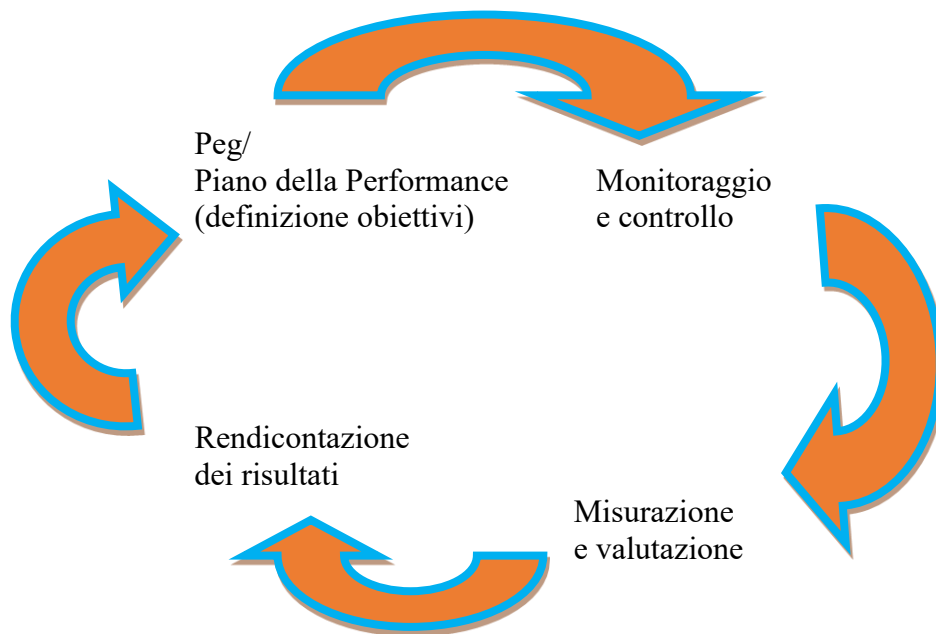 Peg/
Piano della Performance
(definizione obiettivi)
Monitoraggio
e controllo
Rendicontazione
dei risultati
Misurazione
e valutazione